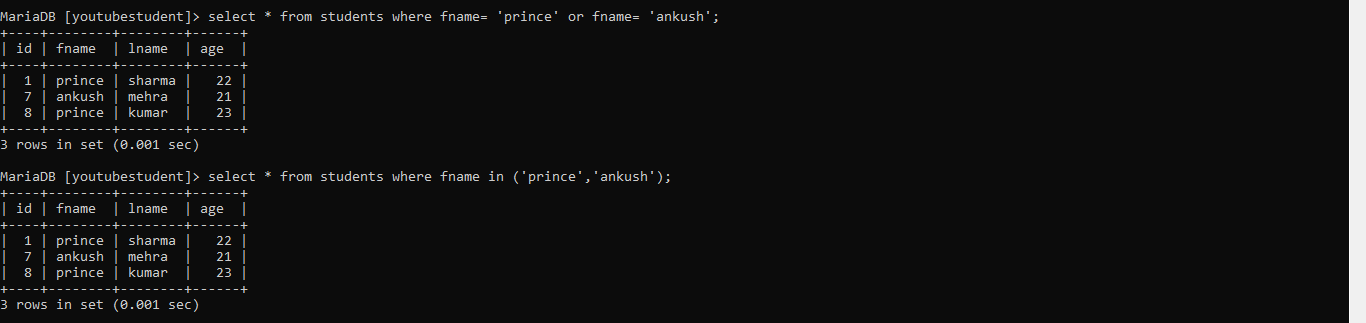 MariaDB [youtubestudent]> select * from students where fname= 'prince' or fname= 'ankush';
+----+--------+--------+------+
| id | fname  | lname  | age  |
+----+--------+--------+------+
|  1 | prince | sharma |   22 |
|  7 | ankush | mehra  |   21 |
|  8 | prince | kumar  |   23 |
+----+--------+--------+------+
3 rows in set (0.001 sec)

MariaDB [youtubestudent]> select * from students where fname in ('prince','ankush');
+----+--------+--------+------+
| id | fname  | lname  | age  |
+----+--------+--------+------+
|  1 | prince | sharma |   22 |
|  7 | ankush | mehra  |   21 |
|  8 | prince | kumar  |   23 |
+----+--------+--------+------+
3 rows in set (0.001 sec)